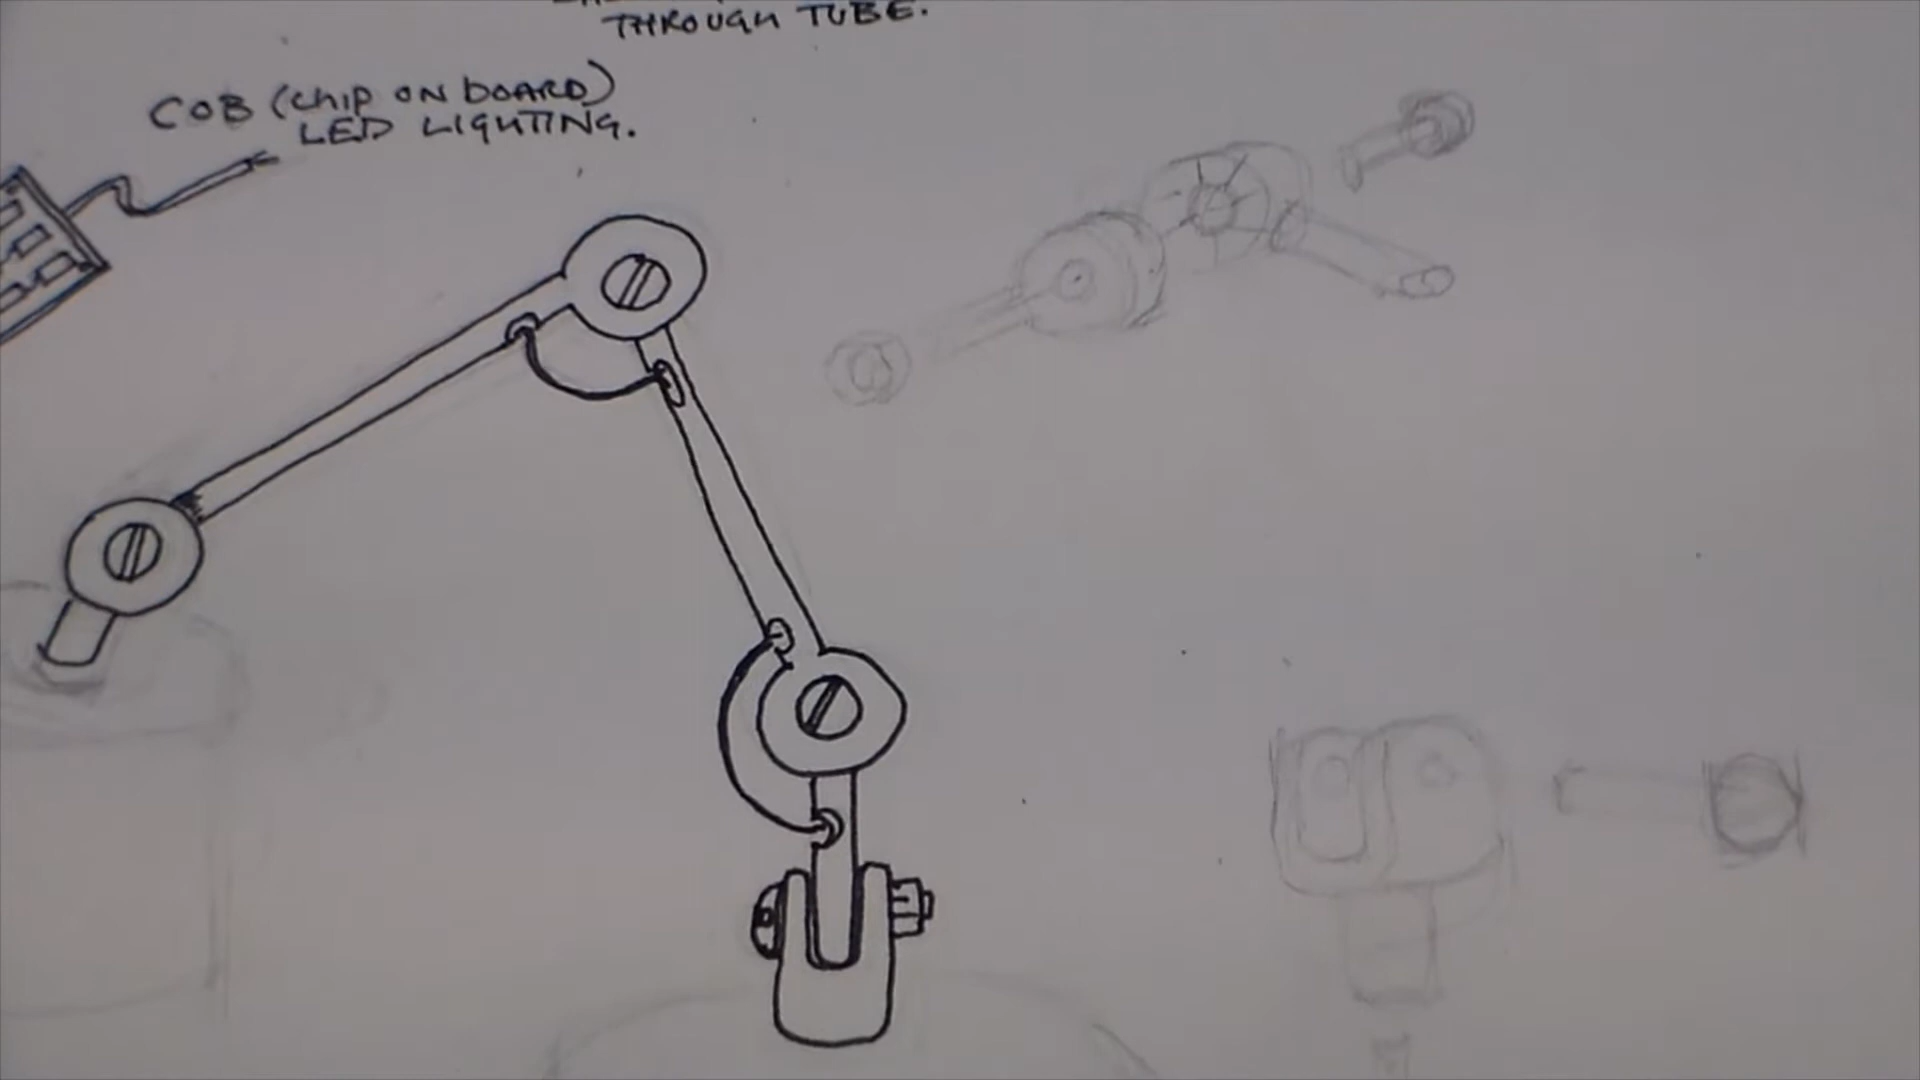 THROUGH TUBE.
COB (CHIP ON BOARD)
LED LIGHTING.